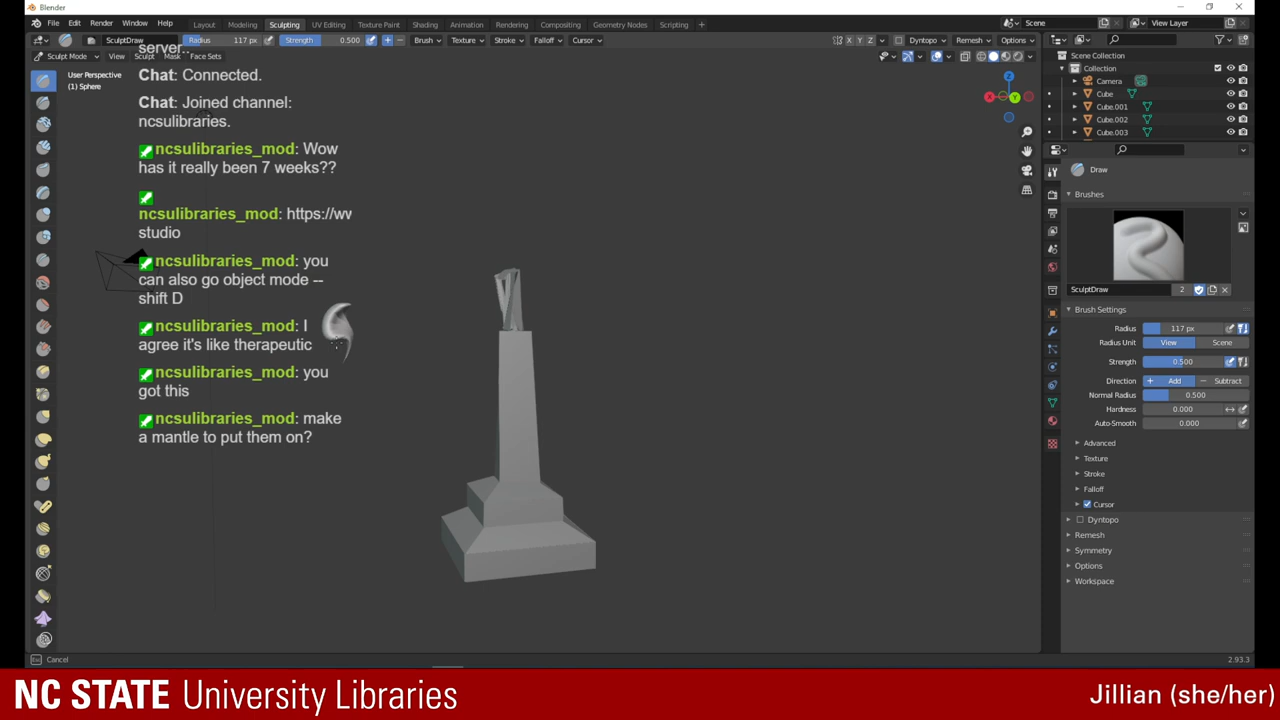 Blender
File Edit Render Window Help Layout Modeling Sculpting UV Editing Texture Paint Shading Animation Rendering Compositing Geometry Nodes Scripting + Scene View Layer
SculptDraw Radius 117 px Strength 0.500 Brush Texture Stroke Falloff Cursor X Y Z Dyntopo Remesh Options
Sculpt Mode View Sculpt Mask Face Sets
User Perspective
(1) Sphere
server..
Chat: Connected.
Chat: Joined channel:
ncsulibraries.
ncsulibraries_mod: Wow
has it really been 7 weeks??
ncsulibraries_mod: https://ww
studio
ncsulibraries_mod: you
can also go object mode --
shift D
ncsulibraries_mod: I
agree it's like therapeutic
ncsulibraries_mod: you
got this
ncsulibraries_mod: make
a mantle to put them on?
X Y Z
Scene Collection
Collection
Camera
Cube
Cube.001
Cube.002
Cube.003
Draw
Brushes
SculptDraw 2
Brush Settings
Radius 117 px
Radius Unit View Scene
Strength 0.500
Direction + Add − Subtract
Normal Radius 0.500
Hardness 0.000
Auto-Smooth 0.000
Advanced
Texture
Stroke
Falloff
Cursor
Dyntopo
Remesh
Symmetry
Options
Workspace
Esc Cancel 2.93.3
NC STATE University Libraries Jillian (she/her)